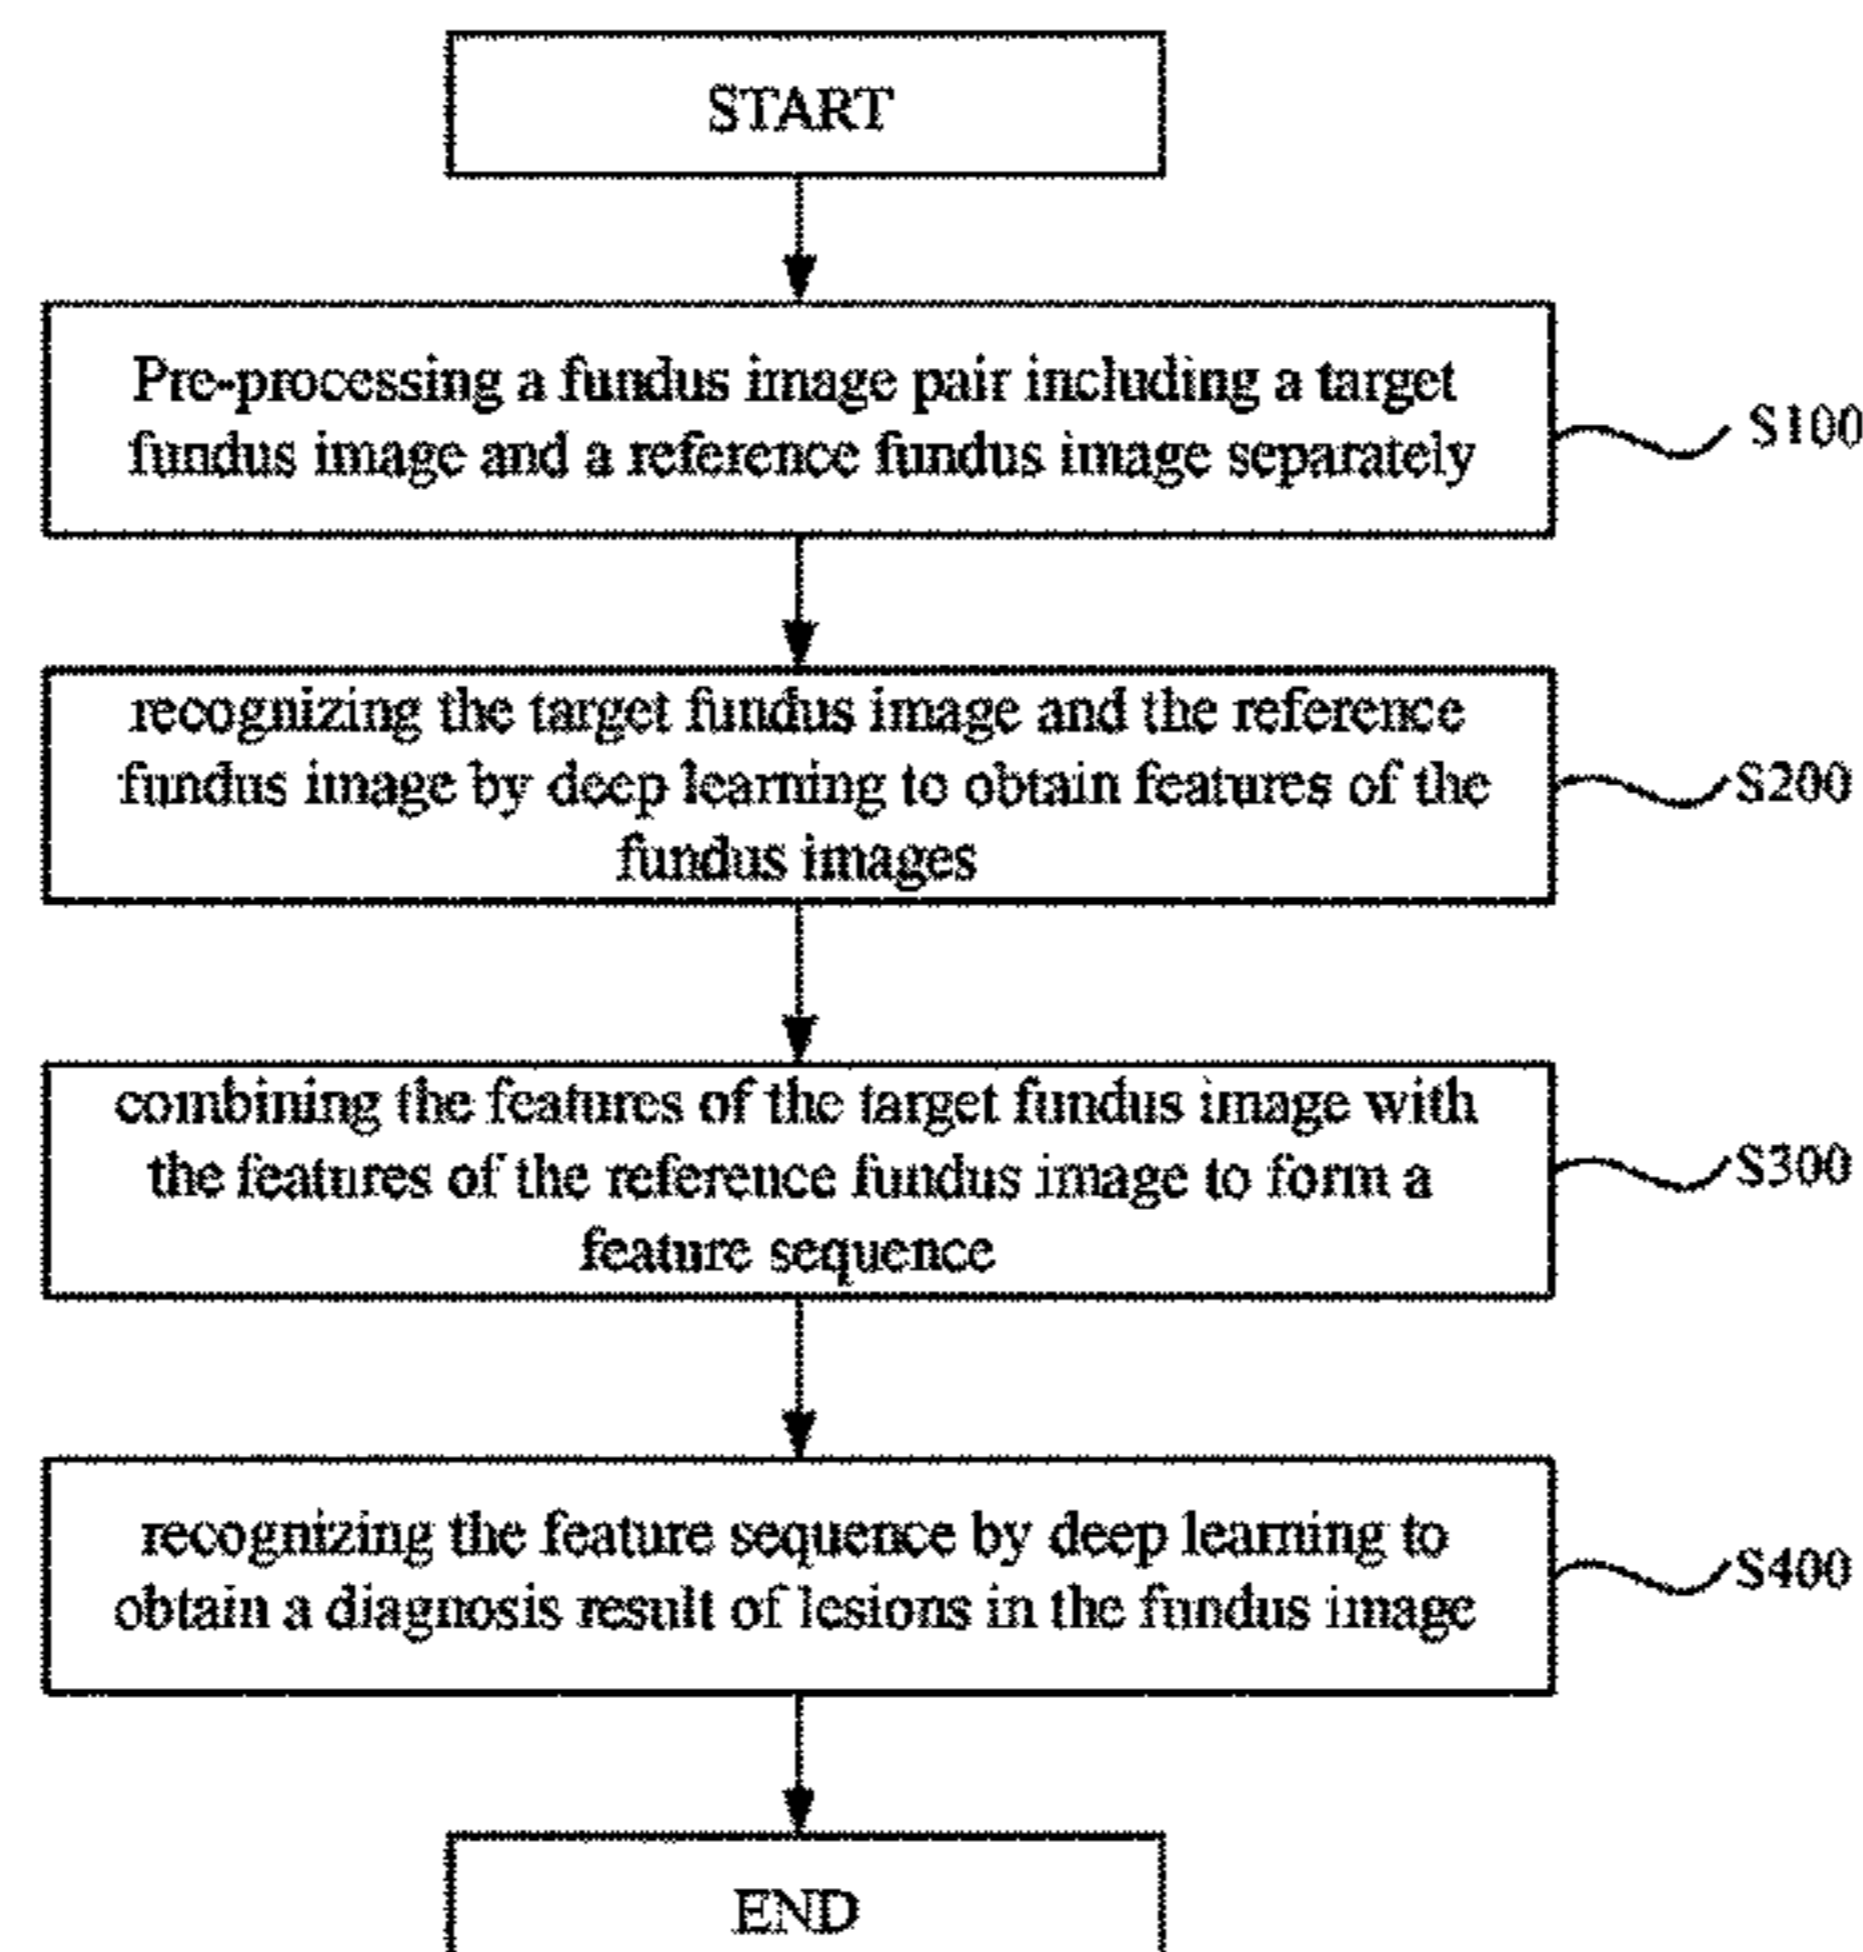 START
Pre-processing a fundus image pair including a target
fundus image and a reference fundus image separately
S100
recognizing the target fundus image and the reference
fundus image by deep learning to obtain features of the
fundus images
S200
combining the features of the target fundus image with
the features of the reference fundus image to form a
feature sequence
S300
recognizing the feature sequence by deep learning to
obtain a diagnosis result of lesions in the fundus image
S400
END